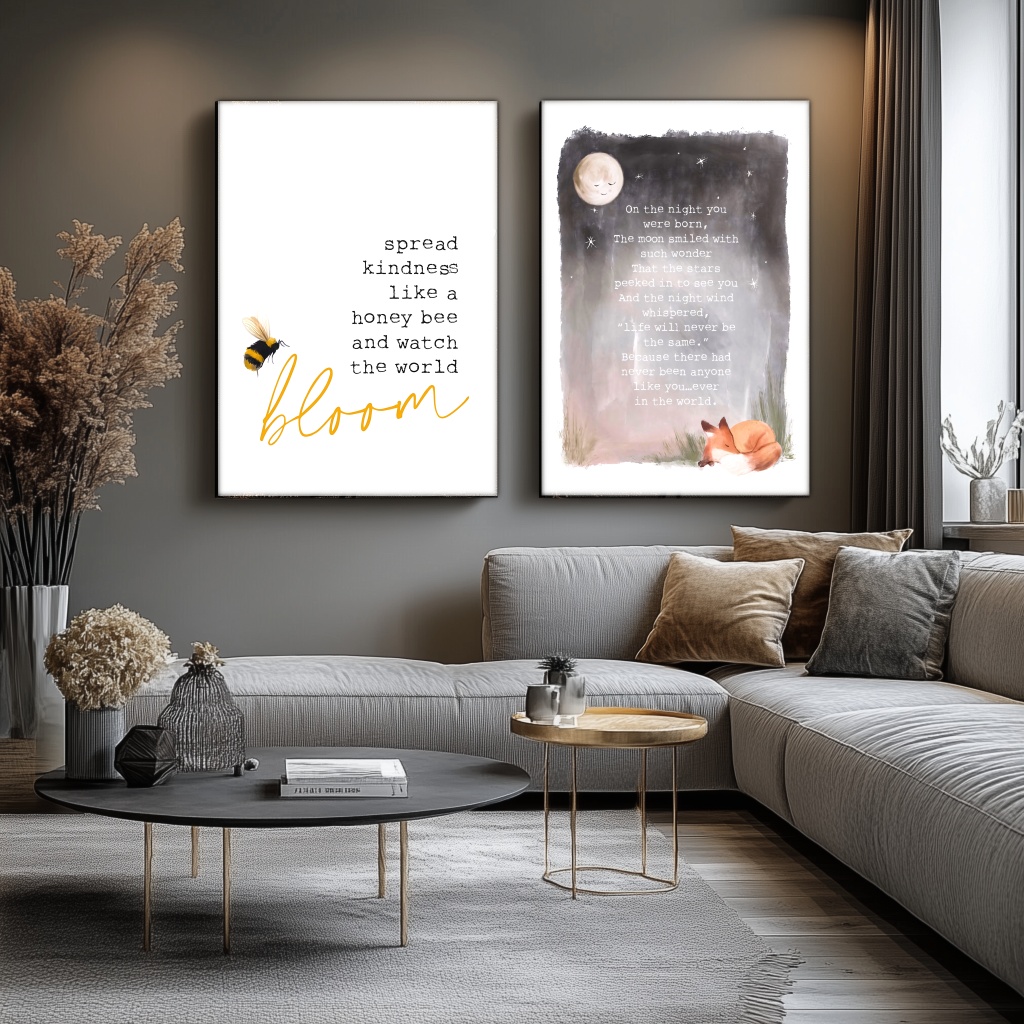 spread
kindness
like a
honey bee
and watch
the world
bloom
On the night you
were born,
The moon smiled with
such wonder
That the stars
peeked in to see you
And the night wind
whispered,
“life will never be
the same.”
Because there had
never been anyone
like you…ever
in the world.